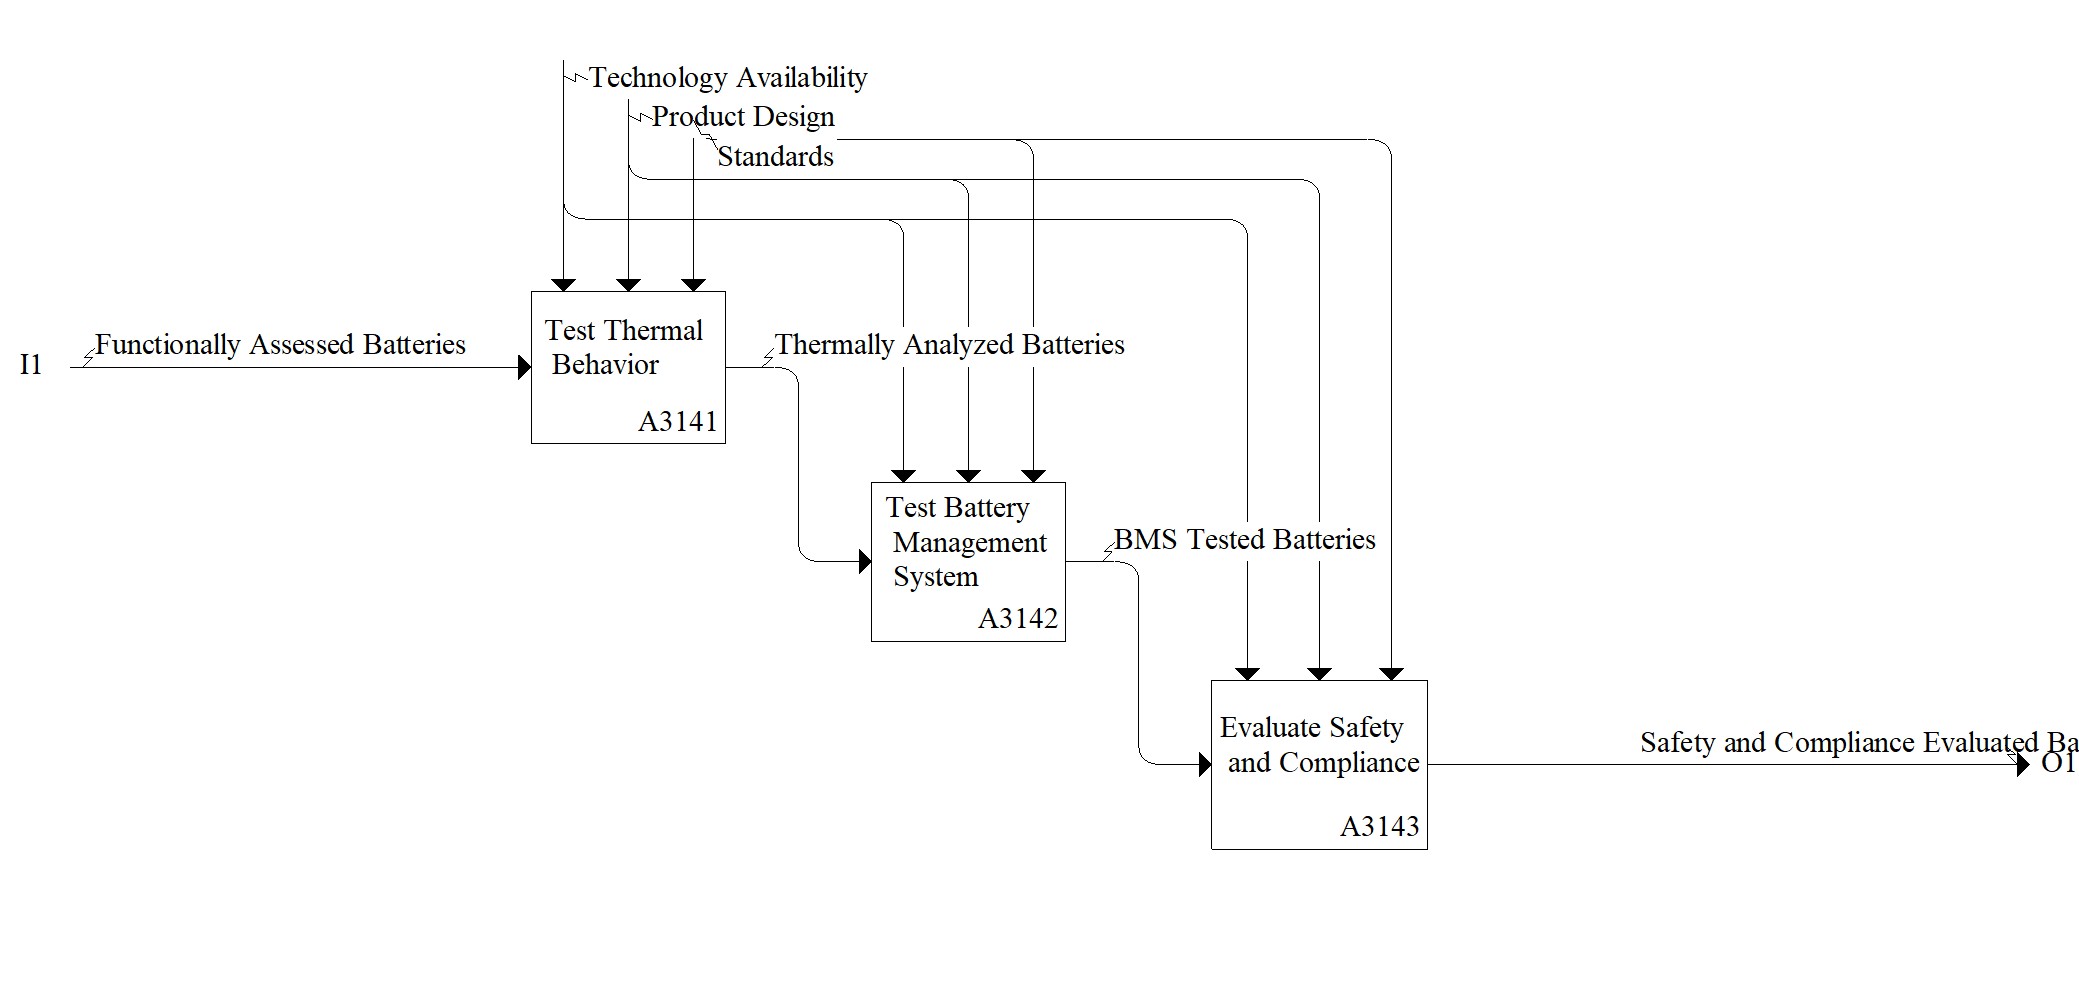 Technology Availability
Product Design
Standards
I1
Functionally Assessed Batteries
Test Thermal
Behavior
A3141
Thermally Analyzed Batteries
Test Battery
Management
System
A3142
BMS Tested Batteries
Evaluate Safety
and Compliance
A3143
Safety and Compliance Evaluated Ba
O1